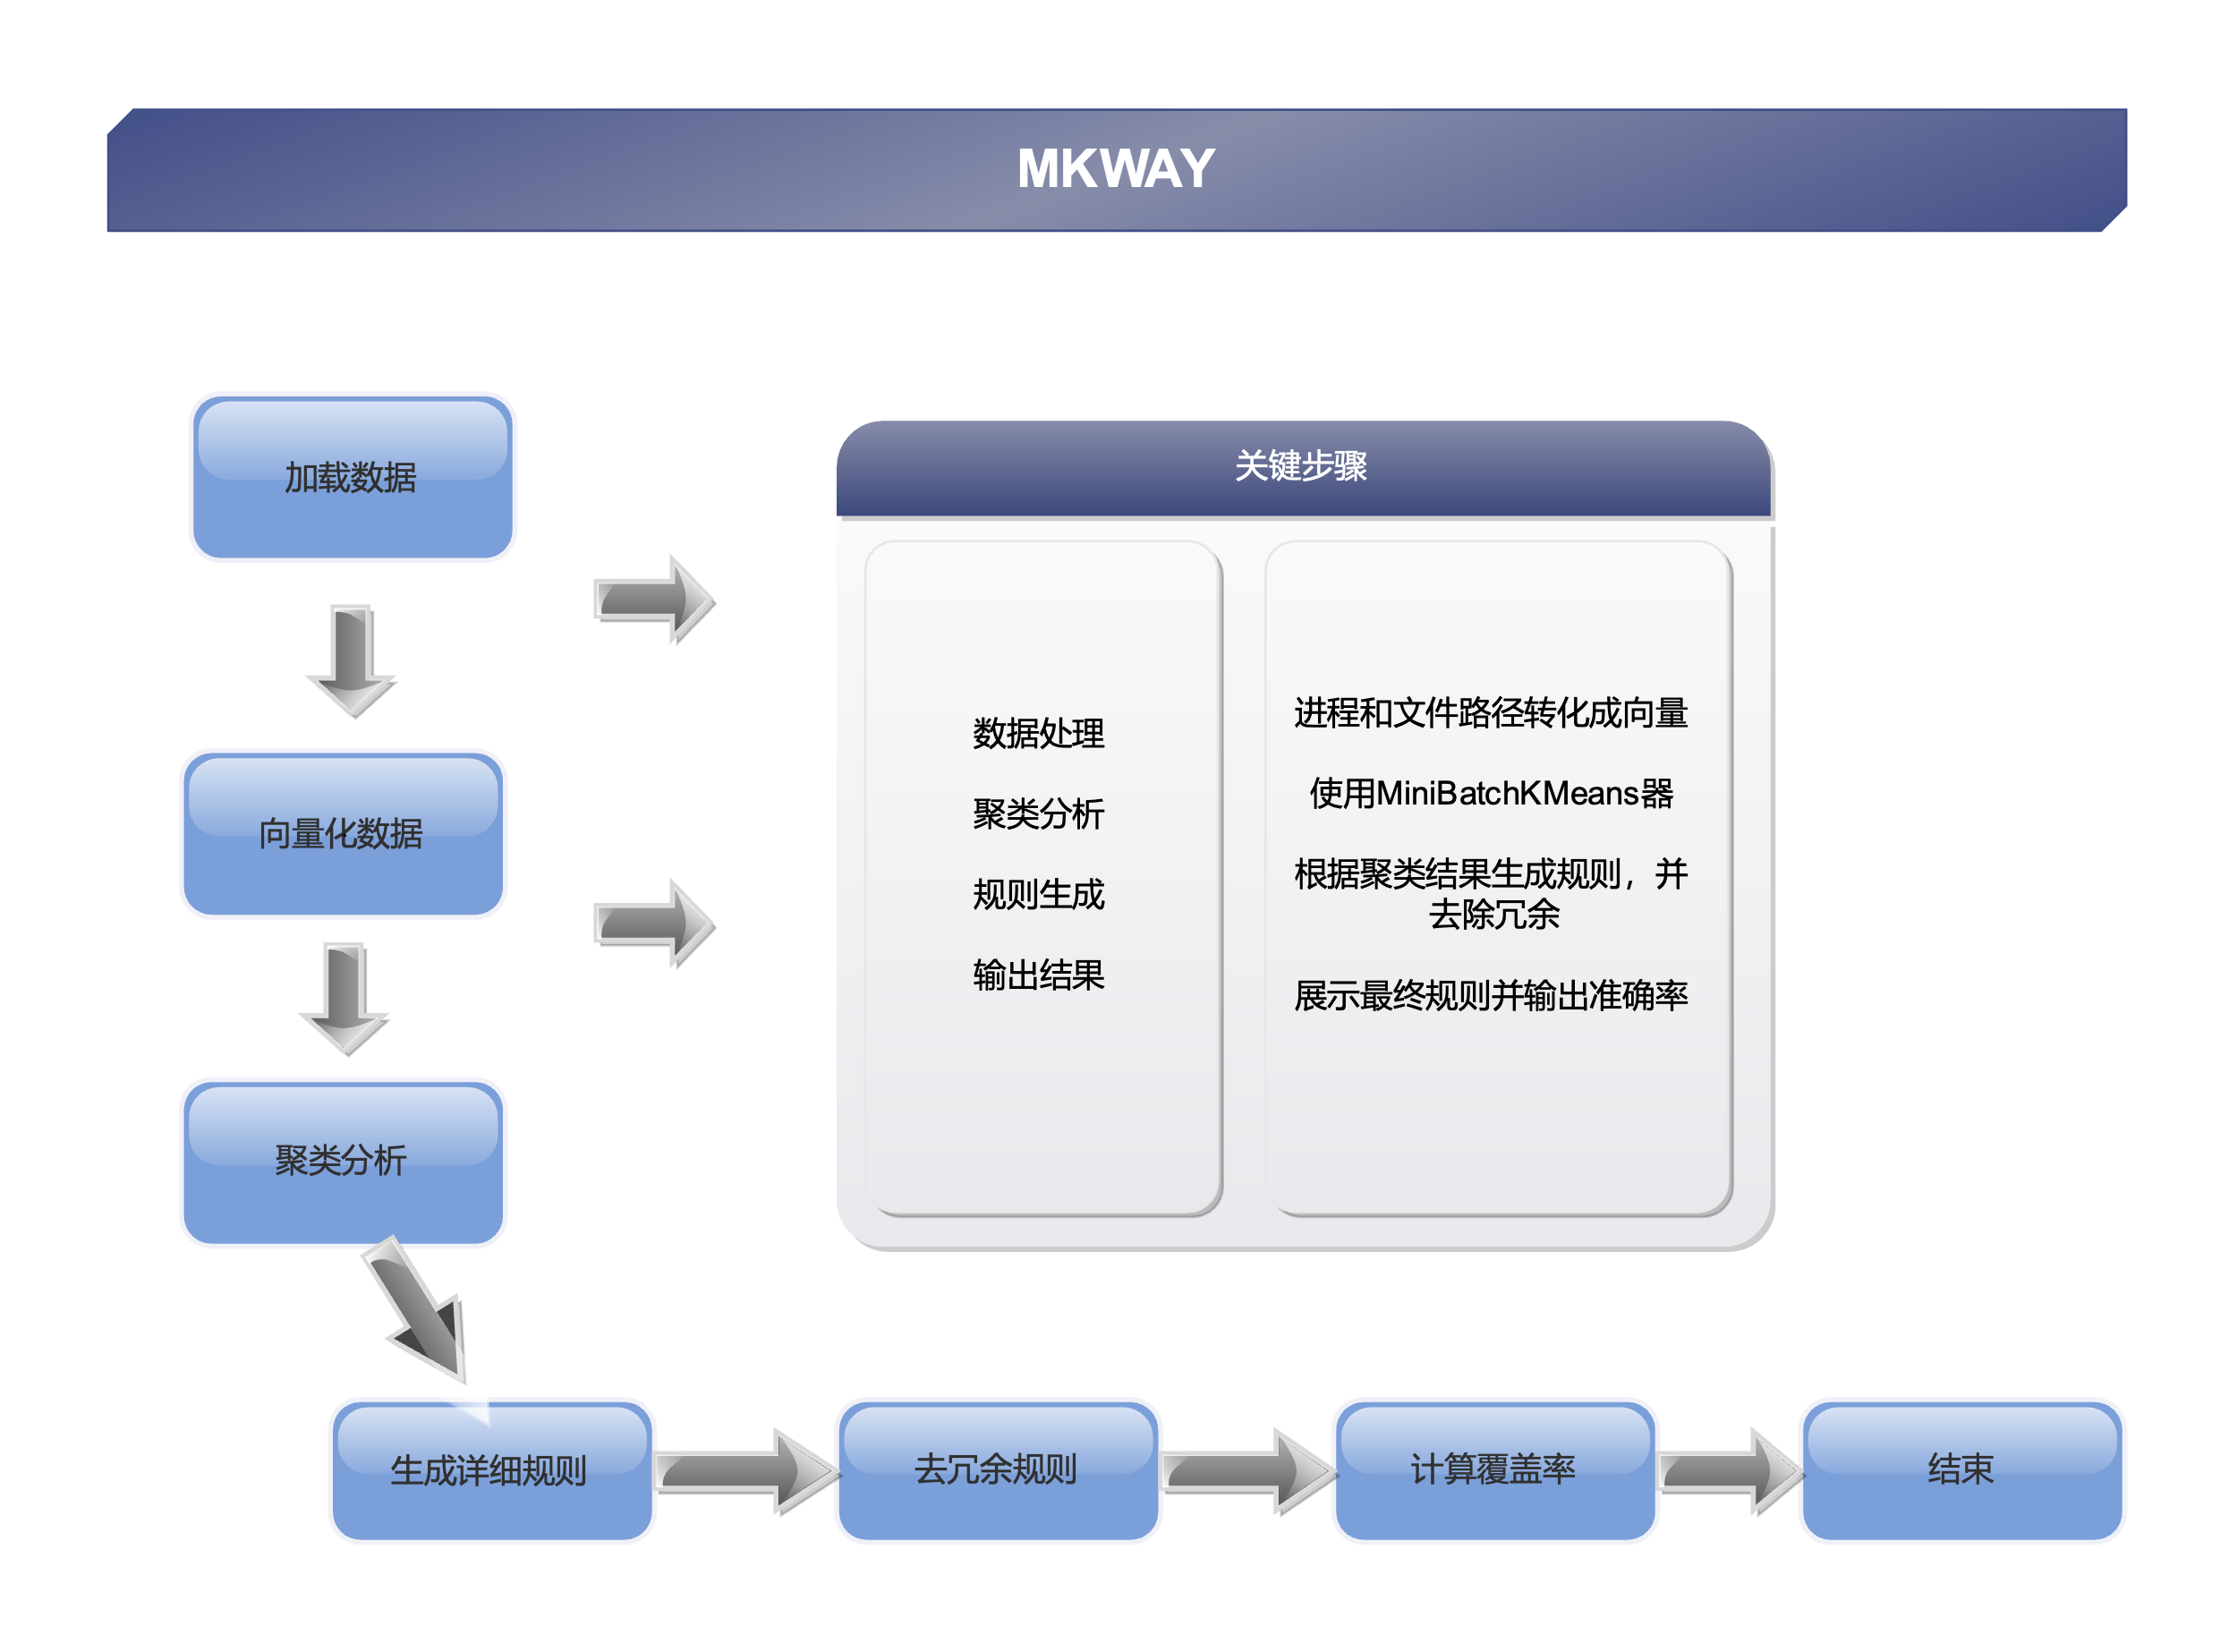 MKWAY
加载数据
向量化数据
聚类分析
关键步骤
数据处理
聚类分析
规则生成
输出结果
进程和文件路径转化成向量
使用MiniBatchKMeans器
根据聚类结果生成规则，并
去除冗余
展示最终规则并输出准确率
生成详细规则
去冗余规则
计算覆盖率
结束